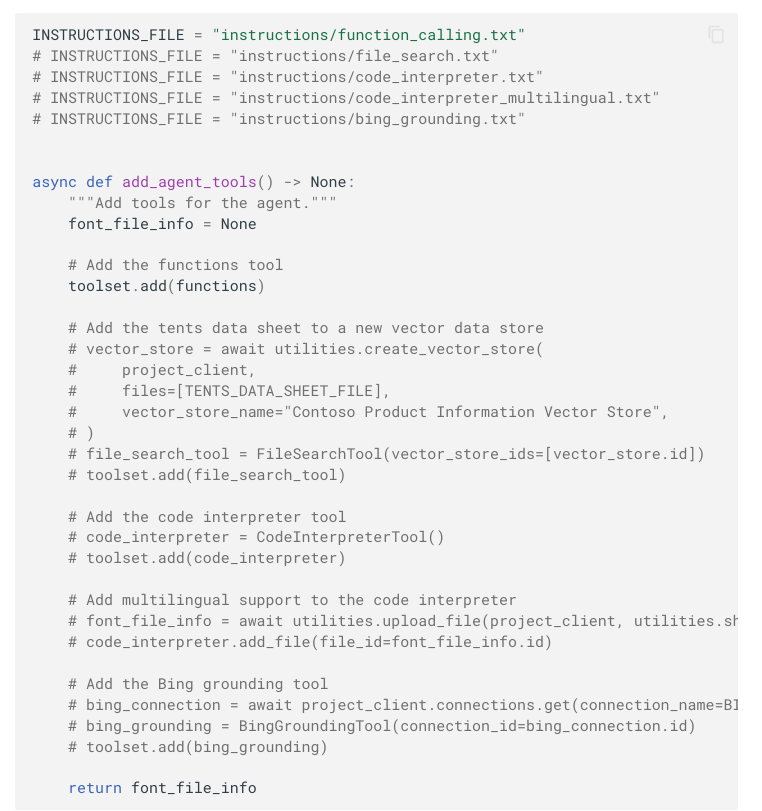 INSTRUCTIONS_FILE = "instructions/function_calling.txt"
# INSTRUCTIONS_FILE = "instructions/file_search.txt"
# INSTRUCTIONS_FILE = "instructions/code_interpreter.txt"
# INSTRUCTIONS_FILE = "instructions/code_interpreter_multilingual.txt"
# INSTRUCTIONS_FILE = "instructions/bing_grounding.txt"


async def add_agent_tools() -> None:
    """Add tools for the agent."""
    font_file_info = None

    # Add the functions tool
    toolset.add(functions)

    # Add the tents data sheet to a new vector data store
    # vector_store = await utilities.create_vector_store(
    #     project_client,
    #     files=[TENTS_DATA_SHEET_FILE],
    #     vector_store_name="Contoso Product Information Vector Store",
    # )
    # file_search_tool = FileSearchTool(vector_store_ids=[vector_store.id])
    # toolset.add(file_search_tool)

    # Add the code interpreter tool
    # code_interpreter = CodeInterpreterTool()
    # toolset.add(code_interpreter)

    # Add multilingual support to the code interpreter
    # font_file_info = await utilities.upload_file(project_client, utilities.sh
    # code_interpreter.add_file(file_id=font_file_info.id)

    # Add the Bing grounding tool
    # bing_connection = await project_client.connections.get(connection_name=BI
    # bing_grounding = BingGroundingTool(connection_id=bing_connection.id)
    # toolset.add(bing_grounding)

    return font_file_info